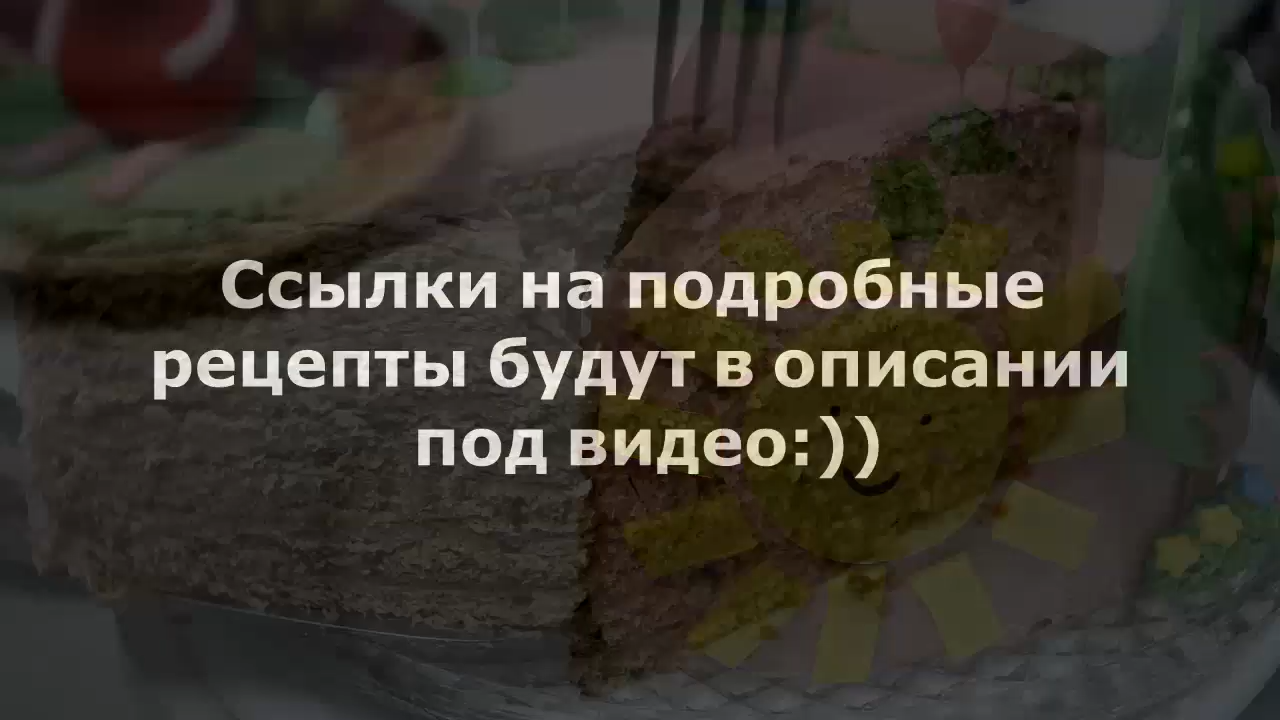 Ссылки на подробные
рецепты будут в описании
под видео:))